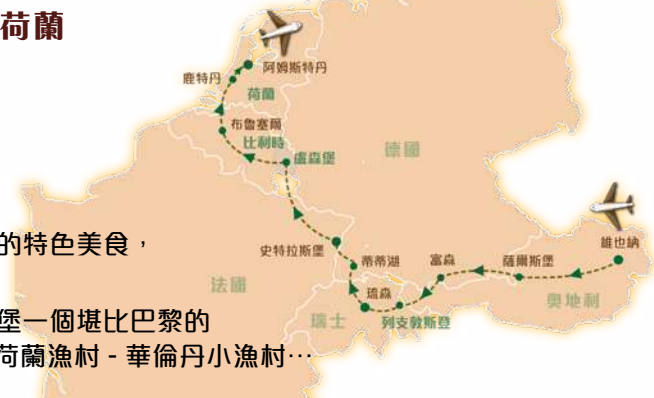 荷蘭
阿姆斯特丹
鹿特丹
荷蘭
布魯塞爾
比利時
盧森堡
德國
的特色美食，
史特拉斯堡
蒂蒂湖
富森
薩爾斯堡
維也納
法國
琉森
瑞士
列支敦斯登
奧地利
堡一個堪比巴黎的
荷蘭漁村 - 華倫丹小漁村…